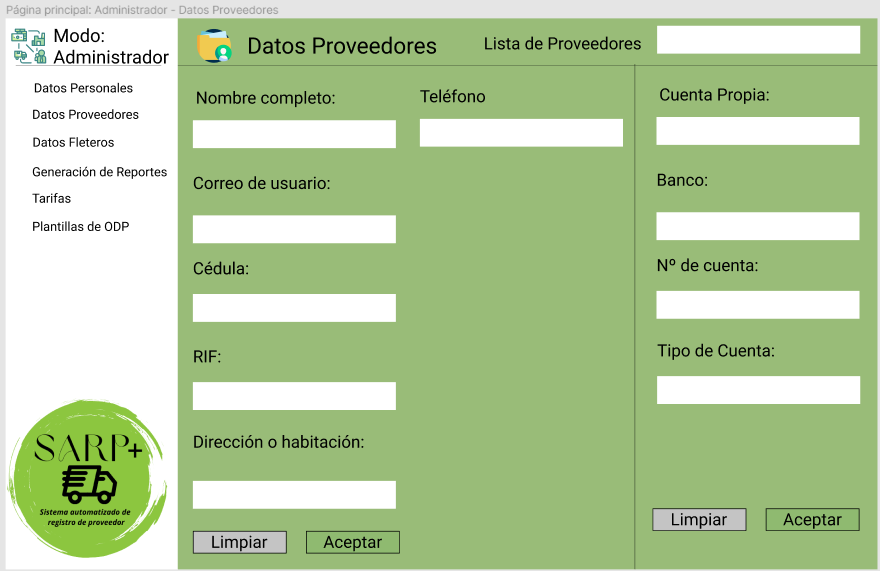 Página principal: Administrador - Datos Proveedores
Modo:
Administrador
Datos Personales
Datos Proveedores
Datos Fleteros
Generación de Reportes
Tarifas
Plantillas de ODP
SARP+
Sistema automatizado de
registro de proveedor
Datos Proveedores
Lista de Proveedores
Nombre completo:
Teléfono
Correo de usuario:
Cédula:
RIF:
Dirección o habitación:
Limpiar
Aceptar
Cuenta Propia:
Banco:
Nº de cuenta:
Tipo de Cuenta:
Limpiar
Aceptar